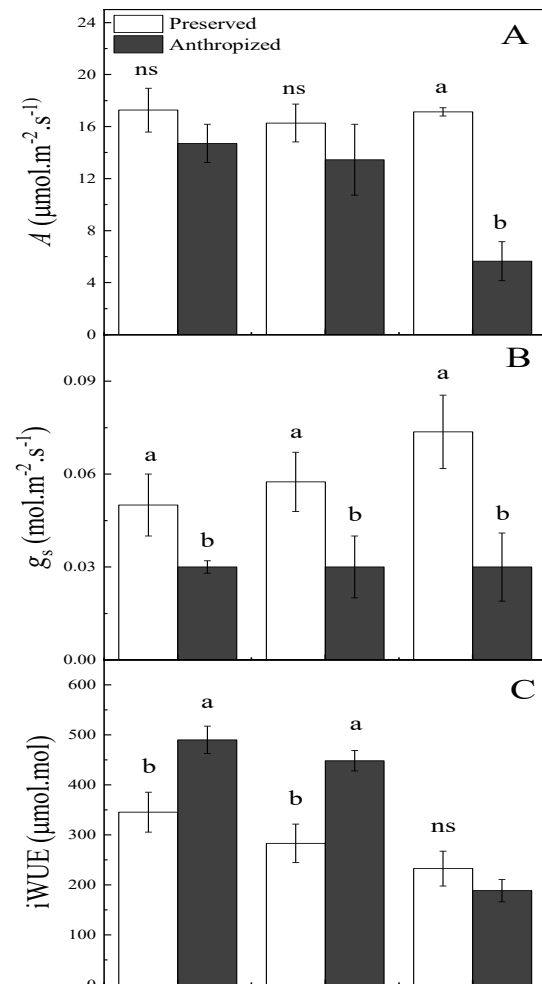 24
Preserved
A
Anthropized
20
ns
ns
a
16
12
8
b
4
0
A (μmol.m-2.s-1)
B
0.09
a
a
a
0.06
b
b
b
0.03
0.00
gs (mol.m-2.s-1)
C
600
a
500
a
b
400
b
ns
300
200
100
0
iWUE (μmol.mol)